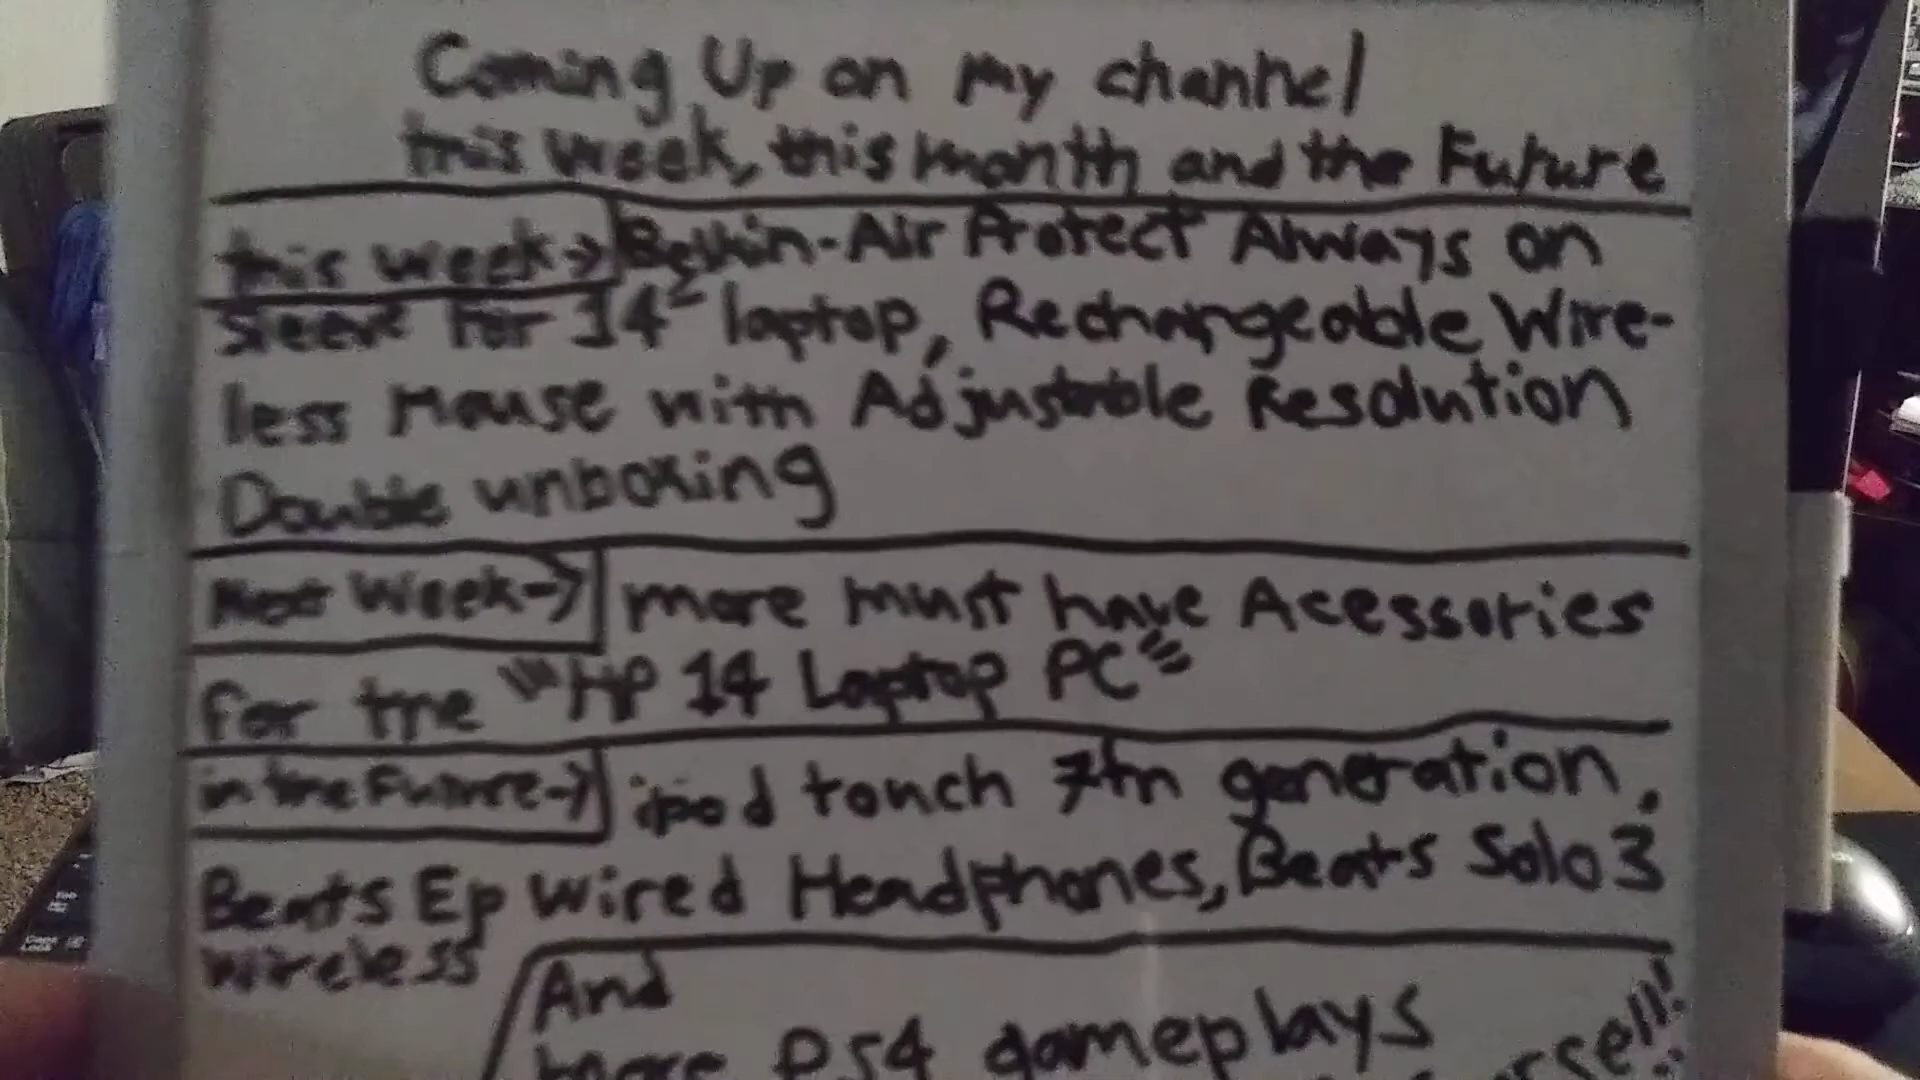 Coming Up on my channel
this week, this month and the Future
this week→ Belkin-Air Protect Always on
sleeve for 14" laptop, Rechargeable Wire-
less mouse with Adjustable Resolution
Double unboxing
Next Week→ more must have Acessories
for the "HP 14 Laptop PC"
in the Future→ ipod touch 7th generation,
Beats Ep wired Headphones, Beats Solo 3
wireless
And
more PS4 gameplays